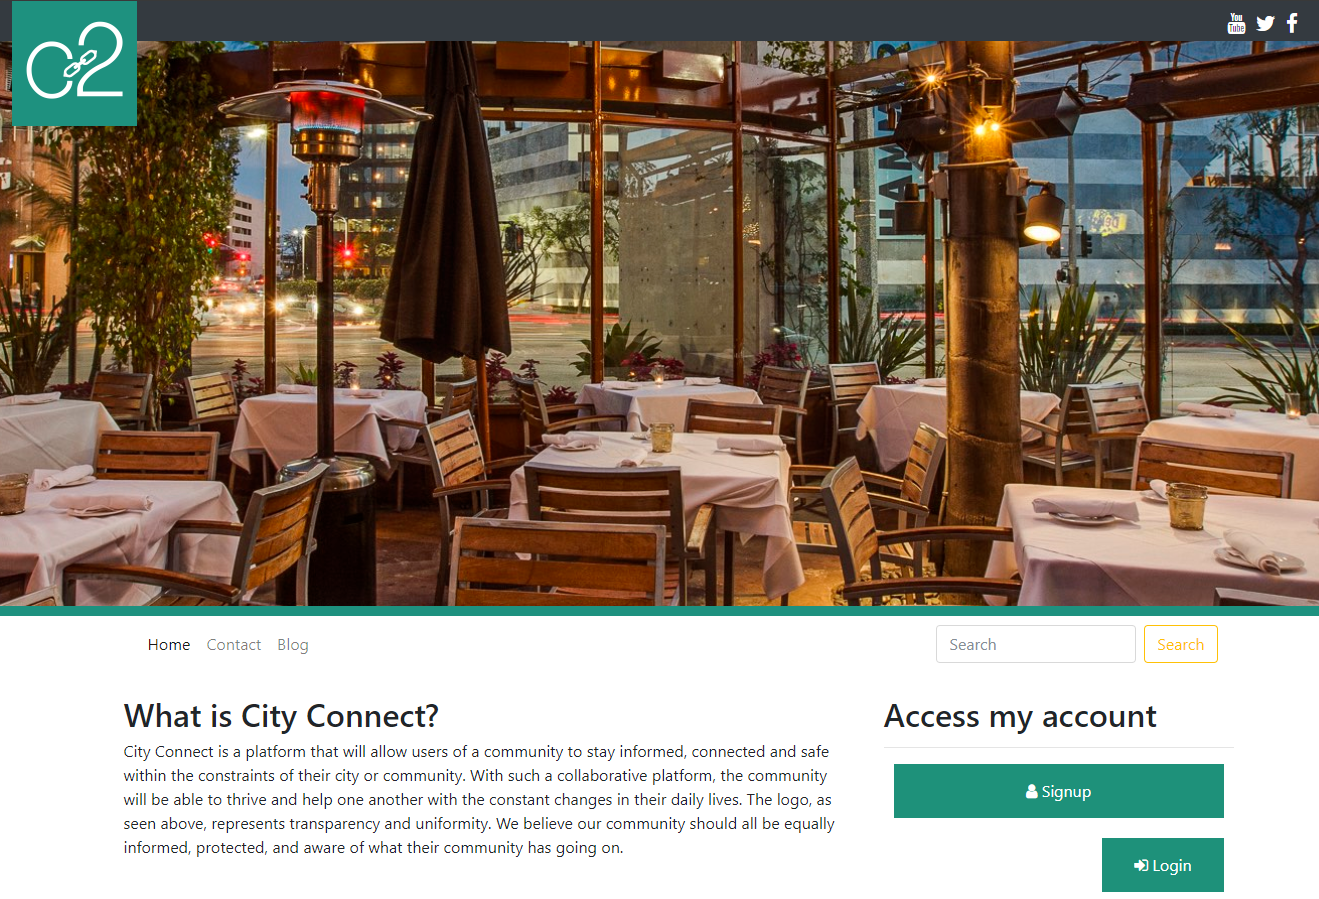 C2
You
Tube
HAMMER
Home Contact Blog
Search Search
What is City Connect? Access my account
City Connect is a platform that will allow users of a community to stay informed, connected and safe
within the constraints of their city or community. With such a collaborative platform, the community
will be able to thrive and help one another with the constant changes in their daily lives. The logo, as
seen above, represents transparency and uniformity. We believe our community should all be equally
informed, protected, and aware of what their community has going on.
Signup
Login